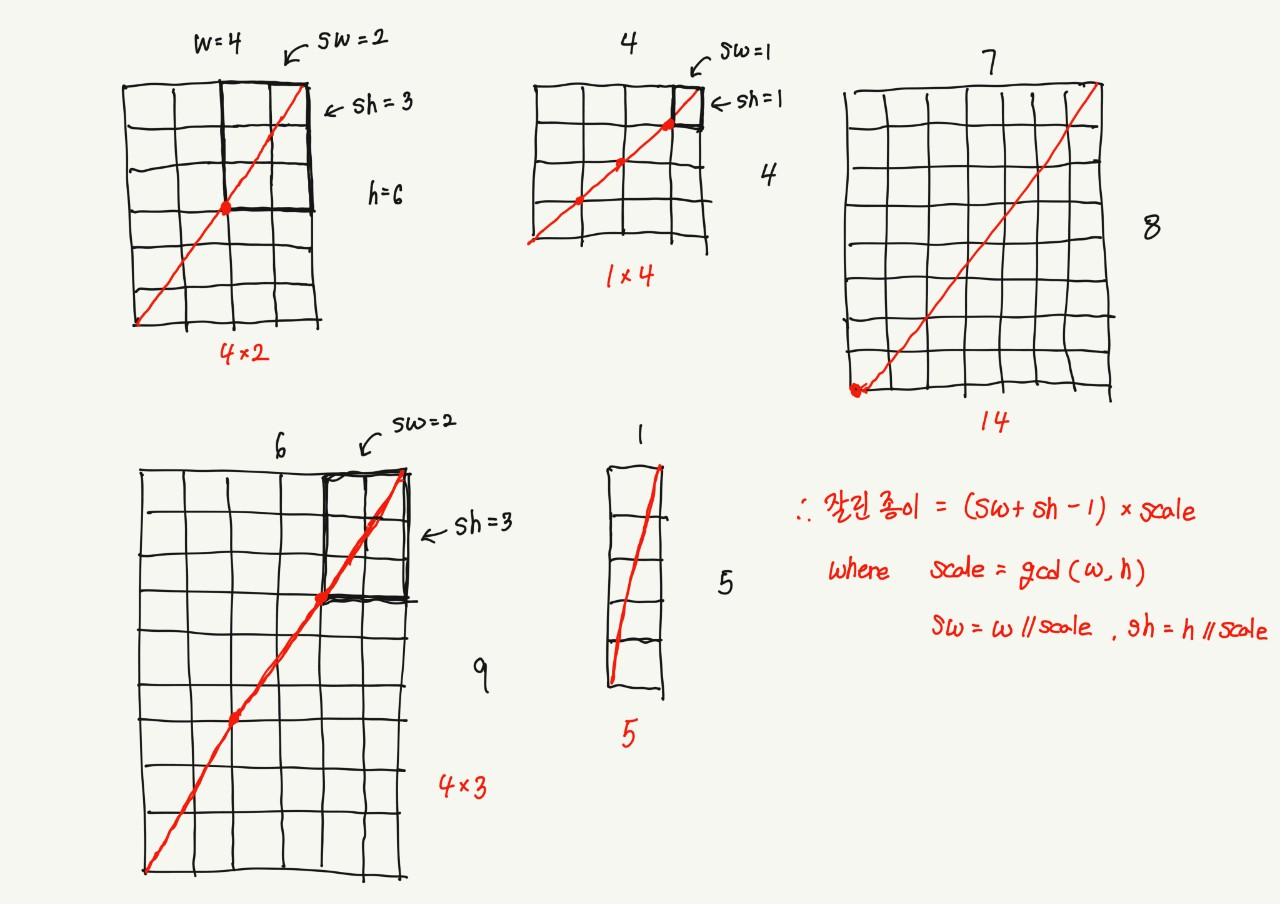 w=4
sw=2
sh=3
h=6
4×2
4
sw=1
sh=1
4
1×4
7
8
14
6
sw=2
sh=3
9
4×3
1
5
5
∴ 잘린 종이 = (sw+sh-1) × scale
where scale = gcd(w,h)
sw = w//scale , sh = h//scale